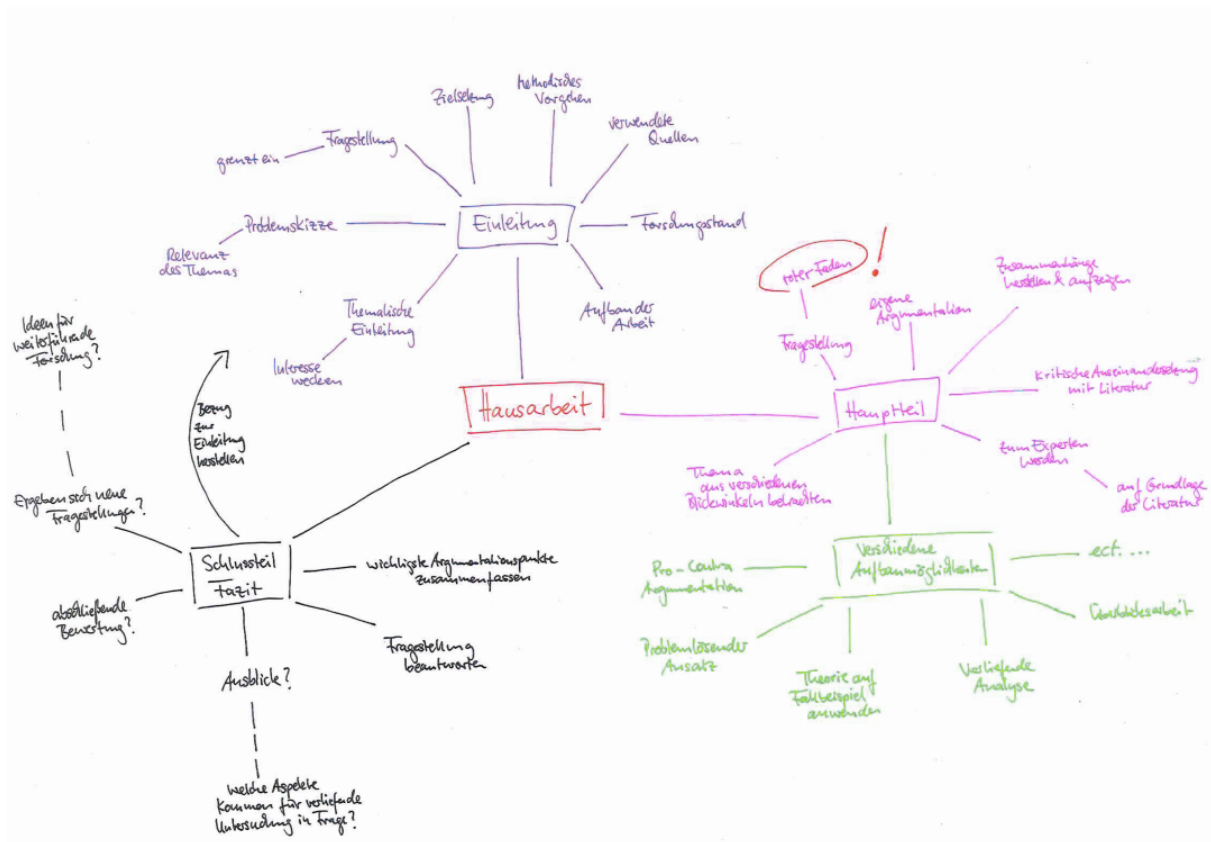 Hausarbeit
Einleitung
grenzt ein
Fragestellung
Zielsetzung
Methodisches
Vorgehen
verwendete
Quellen
Forschungsstand
Aufbau der
Arbeit
Thematische
Einleitung
Interesse
wecken
Problemskizze
Relevanz
des Themas
Hauptteil
roter Faden !
Fragestellung
eigene
Argumentation
Zusammenhänge
herstellen & aufzeigen
kritische Auseinandersetzung
mit Literatur
zum Experten
werden
auf Grundlage
der Literatur
Thema
aus verschiedenen
Blickwinkeln betrachten
Verschiedene
Aufbaumöglichkeiten
Pro-Contra
Argumentation
Problemlösender
Ansatz
Theorie auf
Fallbeispiel
anwenden
Vertiefende
Analyse
Überblicksarbeit
ect. ...
Schlussteil
Fazit
Bezug
zur
Einleitung
herstellen
wichtigste Argumentationspunkte
zusammenfassen
Fragestellung
beantworten
Ausblick?
welche Aspekte
kommen für vertiefende
Untersuchung in Frage?
abschließende
Bewertung?
Ergeben sich neue
Fragestellungen?
Ideen für
weiterführende
Forschung?